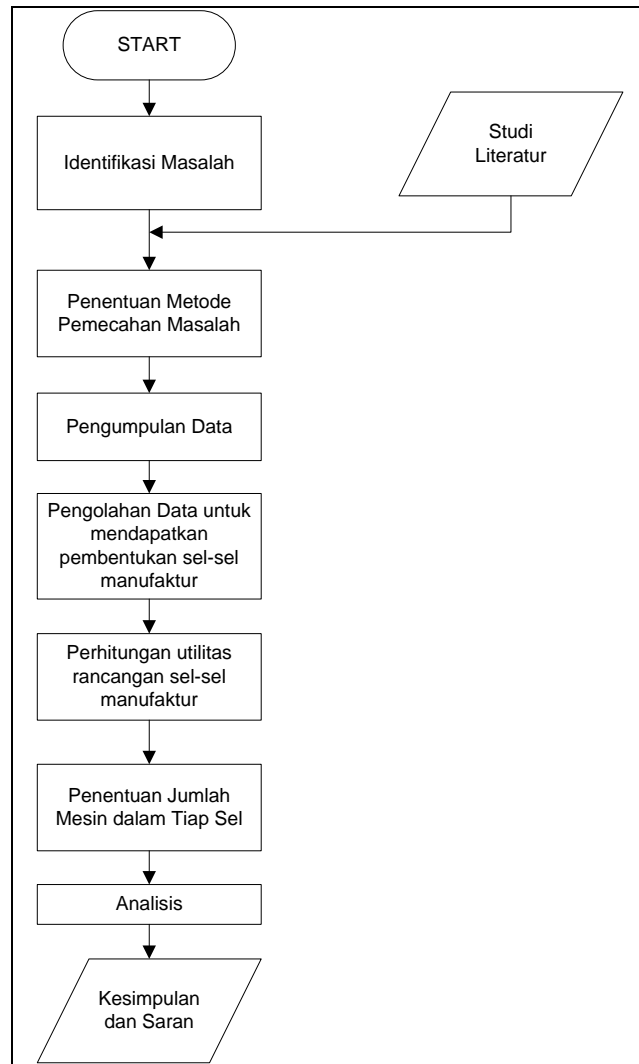 START
Identifikasi Masalah
Studi
Literatur
Penentuan Metode
Pemecahan Masalah
Pengumpulan Data
Pengolahan Data untuk
mendapatkan
pembentukan sel-sel
manufaktur
Perhitungan utilitas
rancangan sel-sel
manufaktur
Penentuan Jumlah
Mesin dalam Tiap Sel
Analisis
Kesimpulan
dan Saran